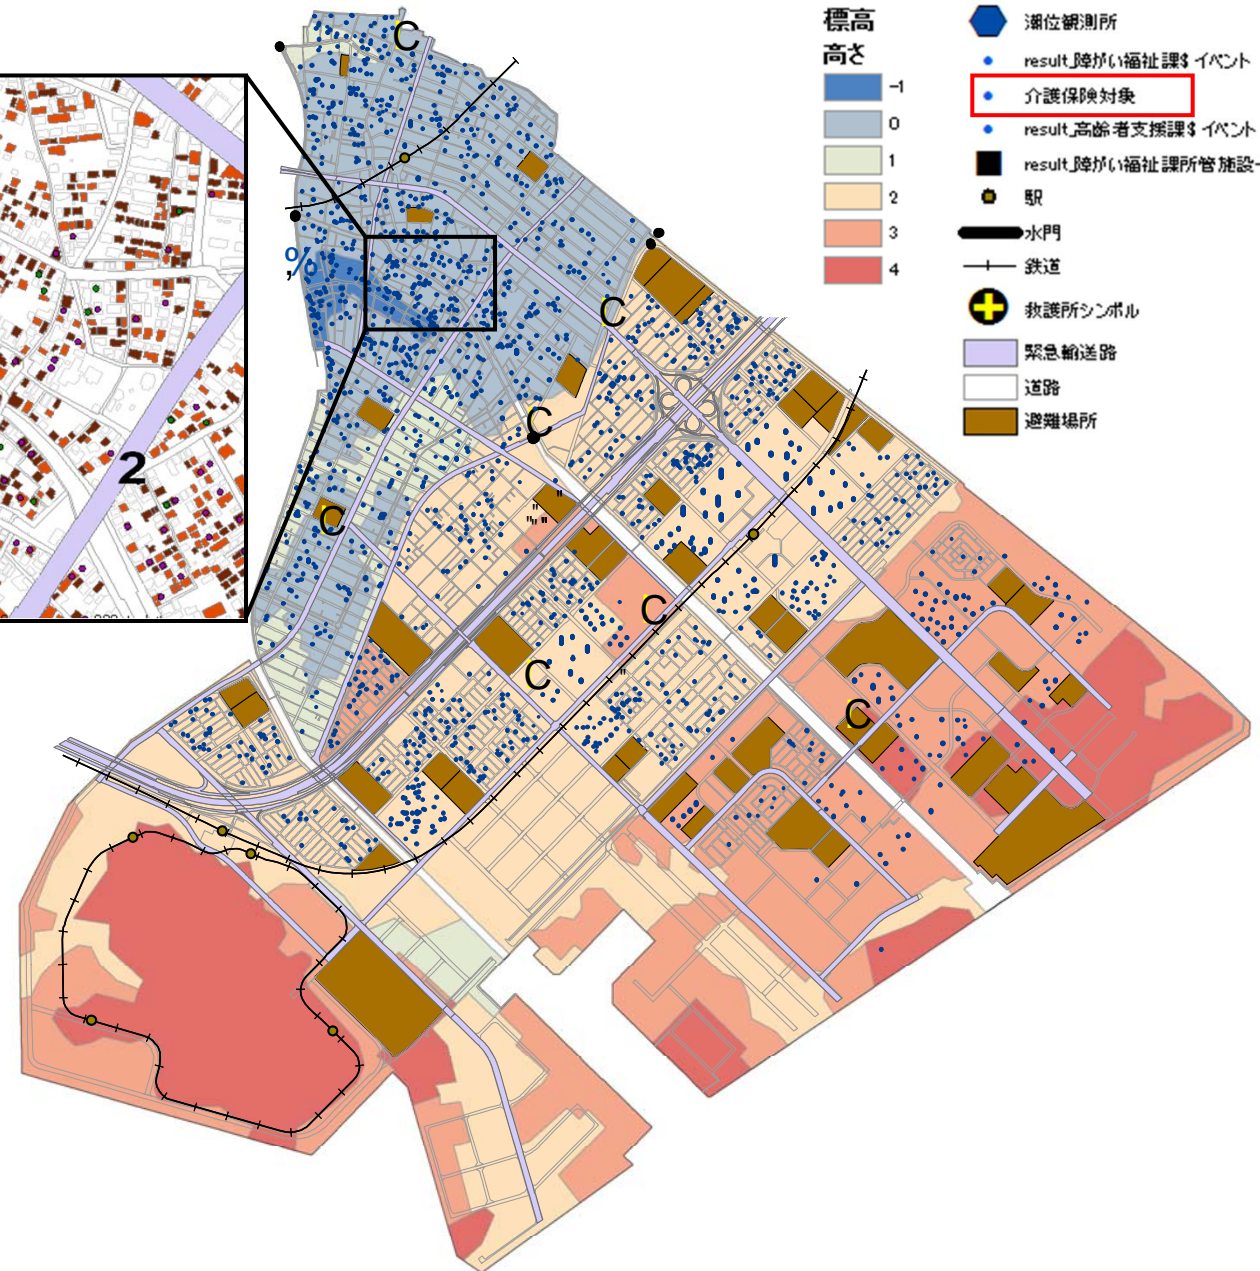 標高
高さ
-1
0
1
2
3
4
潮位観測所
result_障がい福祉課$ イベント
介護保険対象
result_高齢者支援課$ イベント
result_障がい福祉課所管施設
駅
水門
鉄道
救護所シンボル
緊急輸送路
道路
避難場所
C
,%
C
C
C
"
"," "
C
C
"
C
2